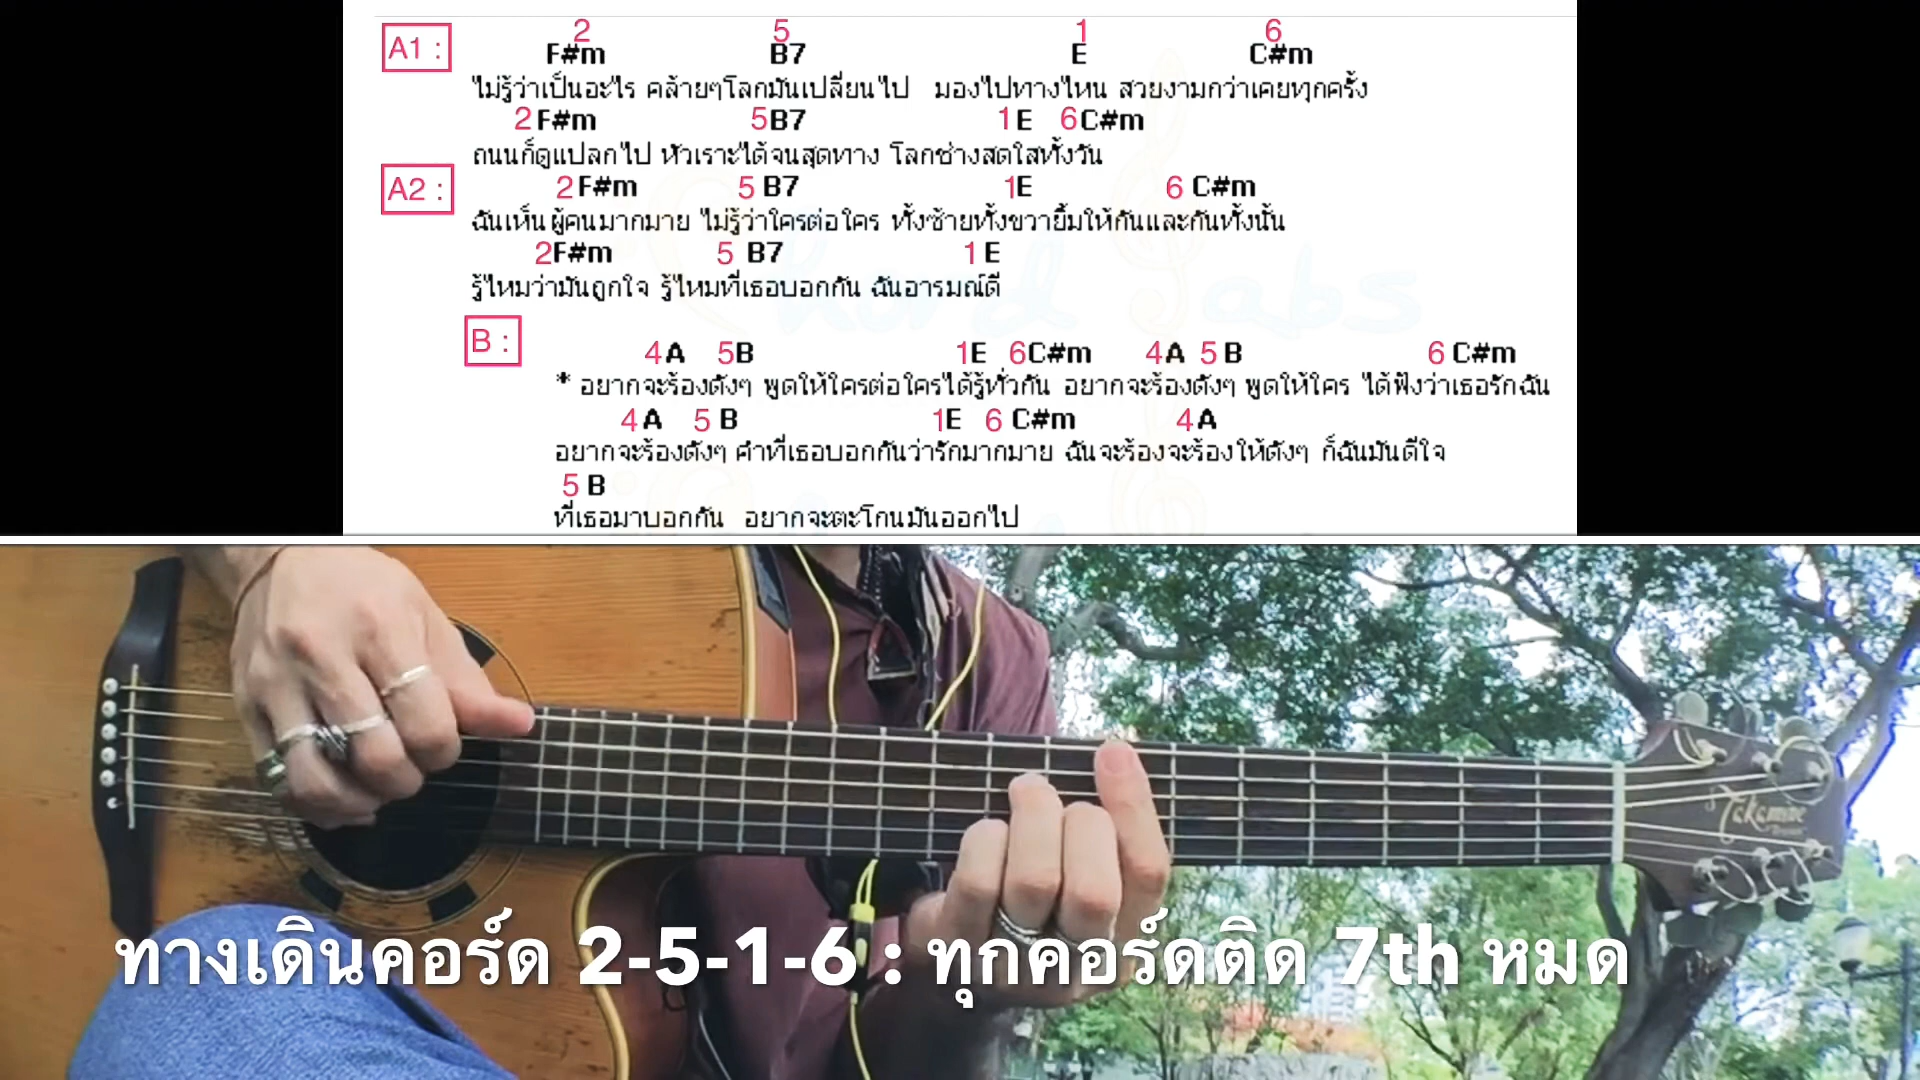 A1 :
2 5 1 6
F#m B7 E C#m
ไม่รู้ว่าเป็นอะไร คล้ายๆโลกมันเปลี่ยนไป มองไปทางไหน สวยงามกว่าเคยทุกครั้ง
2 F#m 5 B7 1 E 6 C#m
ถนนก็ดูแปลกไป หัวเราะได้จนสุดทาง โลกช่างสดใสทั้งวัน
A2 :
2 F#m 5 B7 1 E 6 C#m
ฉันเห็นผู้คนมากมาย ไม่รู้ว่าใครต่อใคร ทั้งซ้ายทั้งขวายิ้มให้กันและกันทั้งนั้น
2 F#m 5 B7 1 E
รู้ไหมว่ามันถูกใจ รู้ไหมที่เธอบอกกัน ฉันอารมณ์ดี
B :
4 A 5 B 1 E 6 C#m 4 A 5 B 6 C#m
* อยากจะร้องดังๆ พูดให้ใครต่อใครได้รู้ทั่วกัน อยากจะร้องดังๆ พูดให้ใคร ได้ฟังว่าเธอรักฉัน
4 A 5 B 1 E 6 C#m 4 A
อยากจะร้องดังๆ คำที่เธอบอกกันว่ารักมากมาย ฉันจะร้องจะร้องให้ดังๆ ก็ฉันมันดีใจ
5 B
ที่เธอมาบอกกัน อยากจะตะโกนมันออกไป
Takamine
ทางเดินคอร์ด 2-5-1-6 : ทุกคอร์ดติด 7th หมด